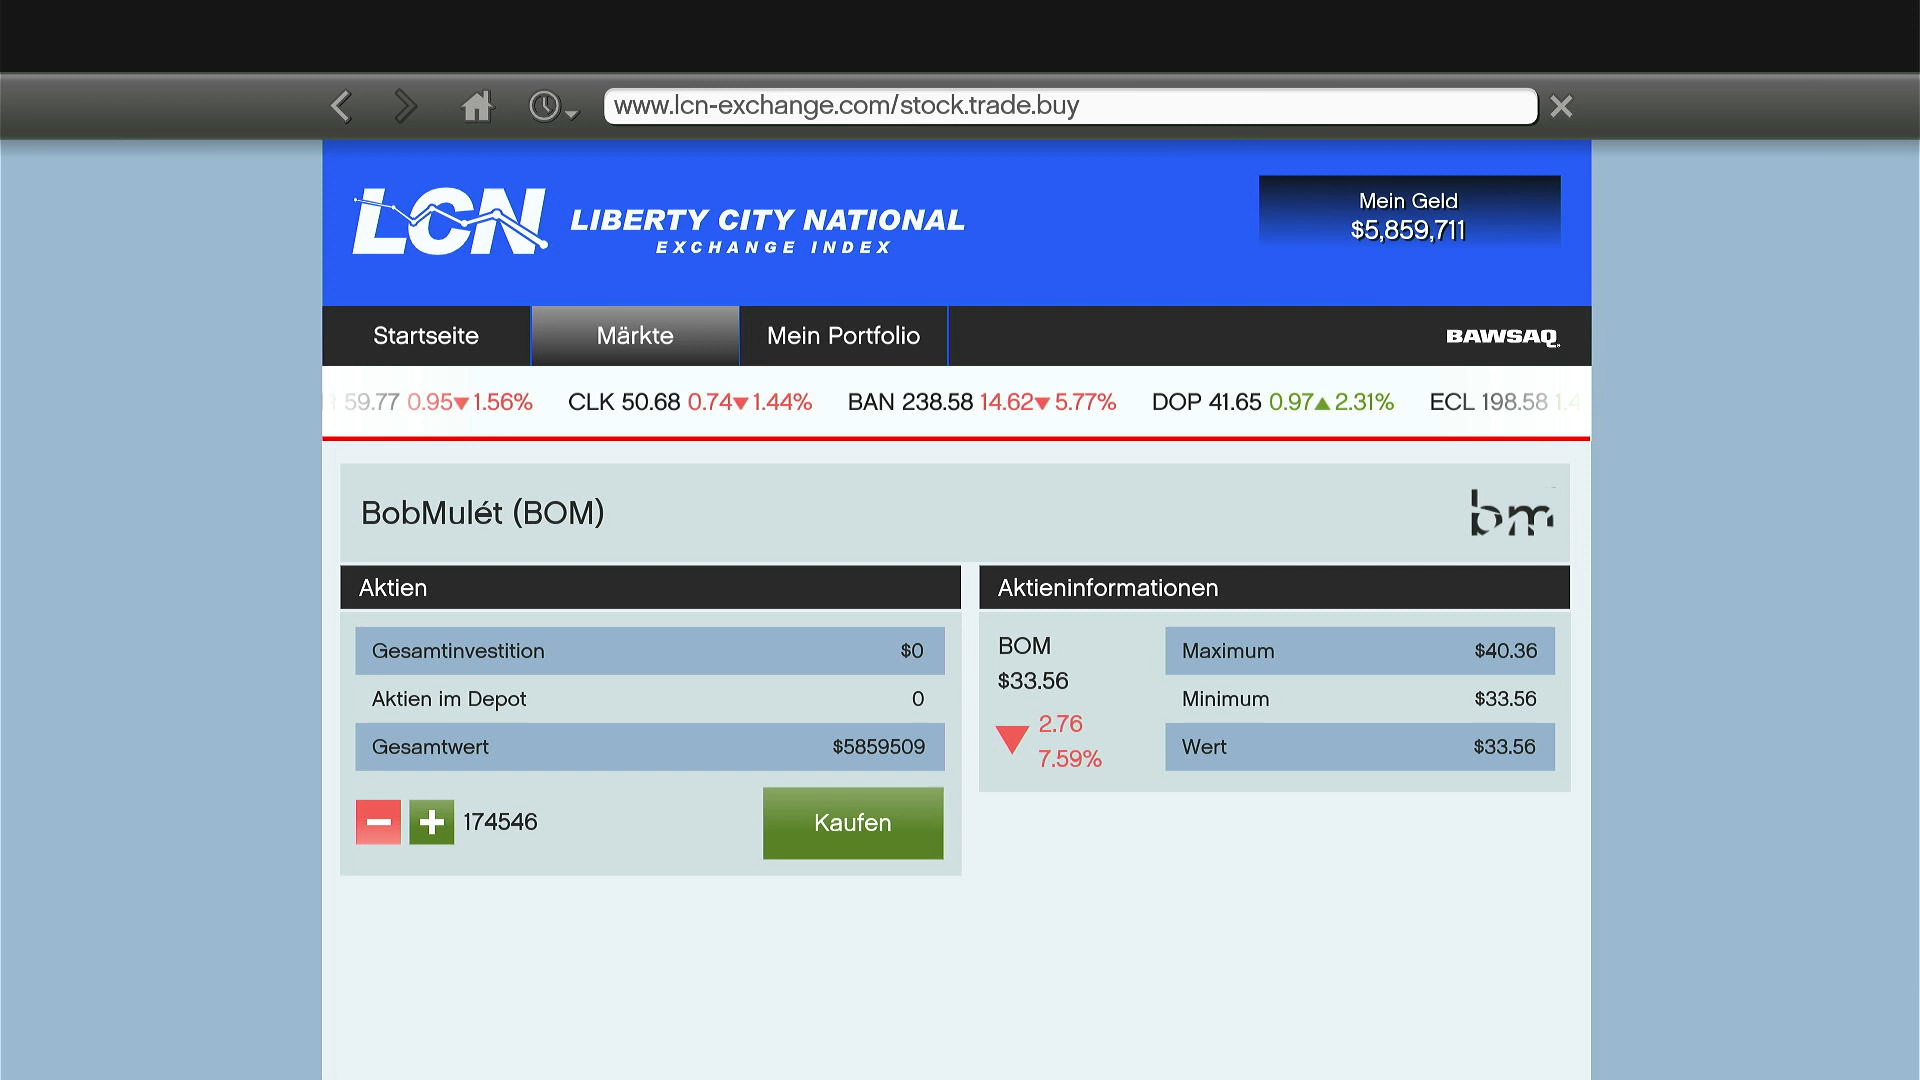 www.lcn-exchange.com/stock.trade.buy
LCN LIBERTY CITY NATIONAL
EXCHANGE INDEX
Mein Geld
$5,859,711
Startseite Märkte Mein Portfolio BAWSAQ
59.77 0.95▼1.56% CLK 50.68 0.74▼1.44% BAN 238.58 14.62▼5.77% DOP 41.65 0.97▲2.31% ECL 198.58 1.4
BobMulét (BOM) bm
Aktien
Gesamtinvestition $0
Aktien im Depot 0
Gesamtwert $5859509
174546 Kaufen
Aktieninformationen
BOM
$33.56
▼ 2.76
7.59%
Maximum $40.36
Minimum $33.56
Wert $33.56